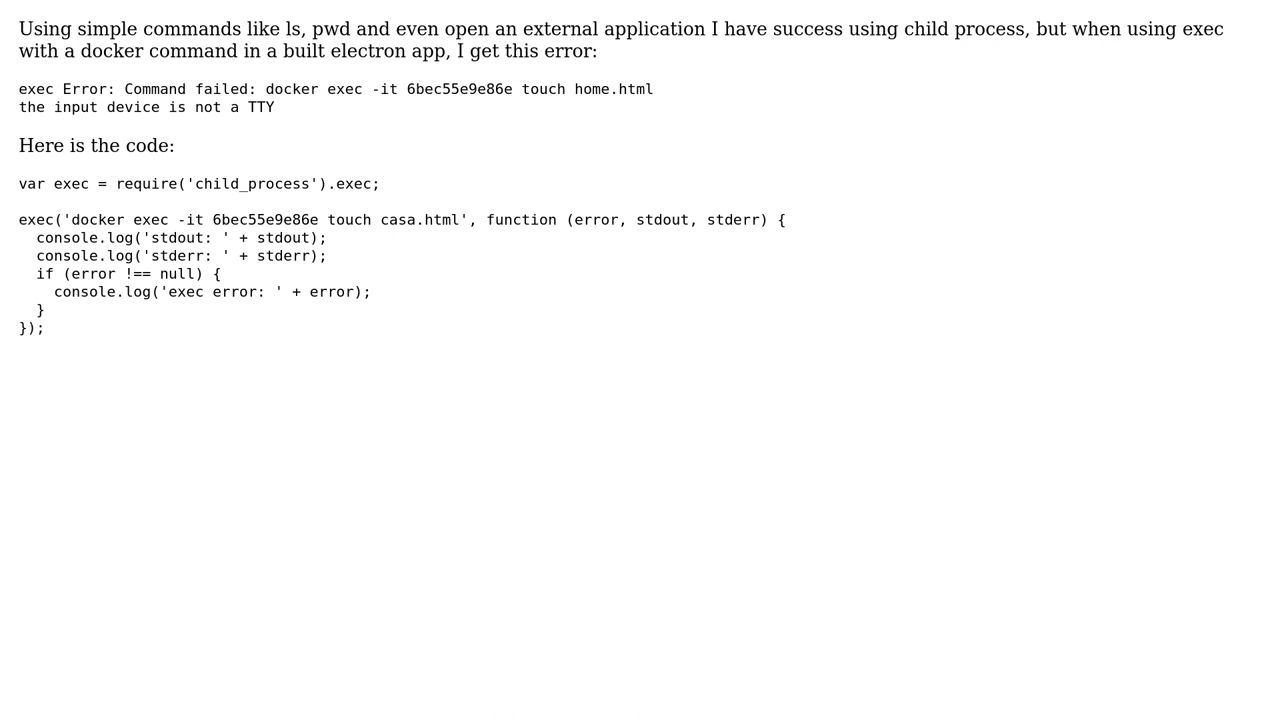 Using simple commands like ls, pwd and even open an external application I have success using child process, but when using exec
with a docker command in a built electron app, I get this error:
exec Error: Command failed: docker exec -it 6bec55e9e86e touch home.html
the input device is not a TTY
Here is the code:
var exec = require('child_process').exec;
exec('docker exec -it 6bec55e9e86e touch casa.html', function (error, stdout, stderr) {
  console.log('stdout: ' + stdout);
  console.log('stderr: ' + stderr);
  if (error !== null) {
    console.log('exec error: ' + error);
  }
});